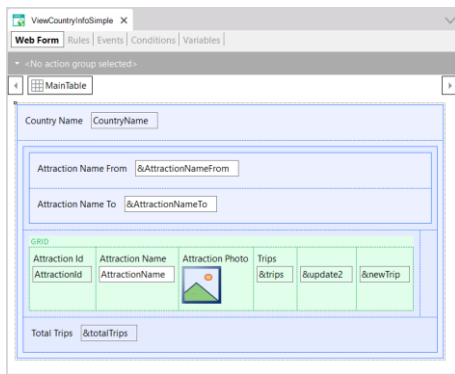 ViewCountryInfoSimple X
Web Form Rules Events Conditions Variables
<No action group selected>
MainTable
Country Name CountryName
Attraction Name From &AttractionNameFrom
Attraction Name To &AttractionNameTo
GRID
Attraction Id Attraction Name Attraction Photo Trips
AttractionId AttractionName &trips &update2 &newTrip
Total Trips &totalTrips